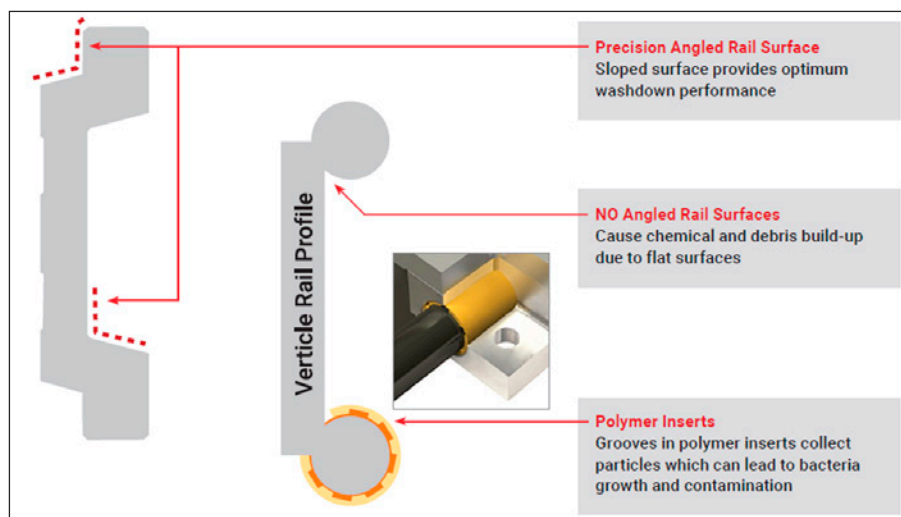 Precision Angled Rail Surface
Sloped surface provides optimum
washdown performance
Verticle Rail Profile
NO Angled Rail Surfaces
Cause chemical and debris build-up
due to flat surfaces
Polymer Inserts
Grooves in polymer inserts collect
particles which can lead to bacteria
growth and contamination